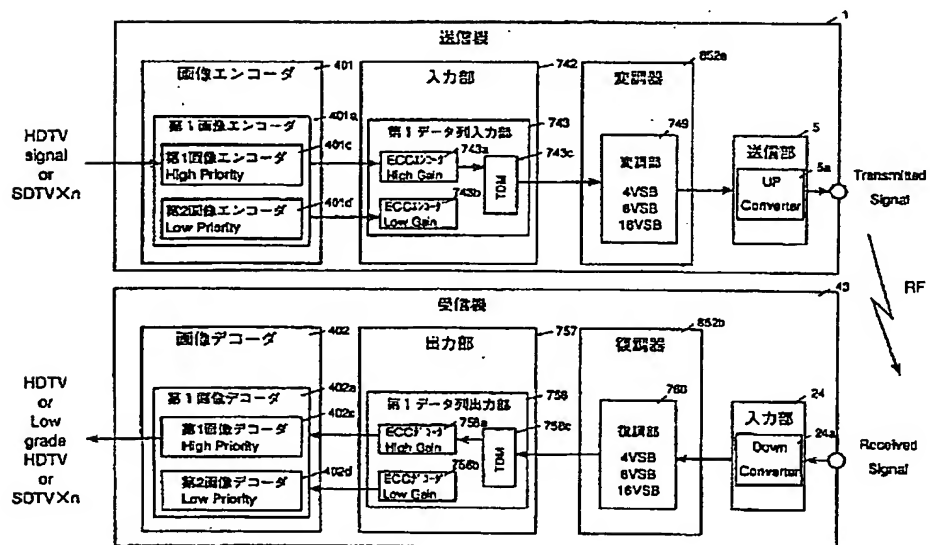 1
送信機
画像エンコーダ
401
入力部
742
変調器
852a
HDTV
signal
or
SDTV×n
第1画像エンコーダ
401a
第1画像エンコーダ
High Priority
401c
第2画像エンコーダ
Low Priority
401d
第1データ列入力部
743
ECCエンコーダ
High Gain
743a
ECCエンコーダ
Low Gain
743b
TDM
743c
749
変調部
4VSB
8VSB
16VSB
5
送信部
5a
UP
Converter
Transmitted
Signal
RF
43
受信機
画像デコーダ
402
出力部
757
復調器
852b
HDTV
or
Low
grade
HDTV
or
SDTV×n
第1画像デコーダ
402a
第1画像デコーダ
High Priority
402c
第2画像デコーダ
Low Priority
402d
第1データ列出力部
758
ECCデコーダ
High Gain
758a
ECCデコーダ
Low Gain
758b
TDM
758c
760
復調部
4VSB
8VSB
16VSB
24
入力部
24a
Down
Converter
Received
Signal